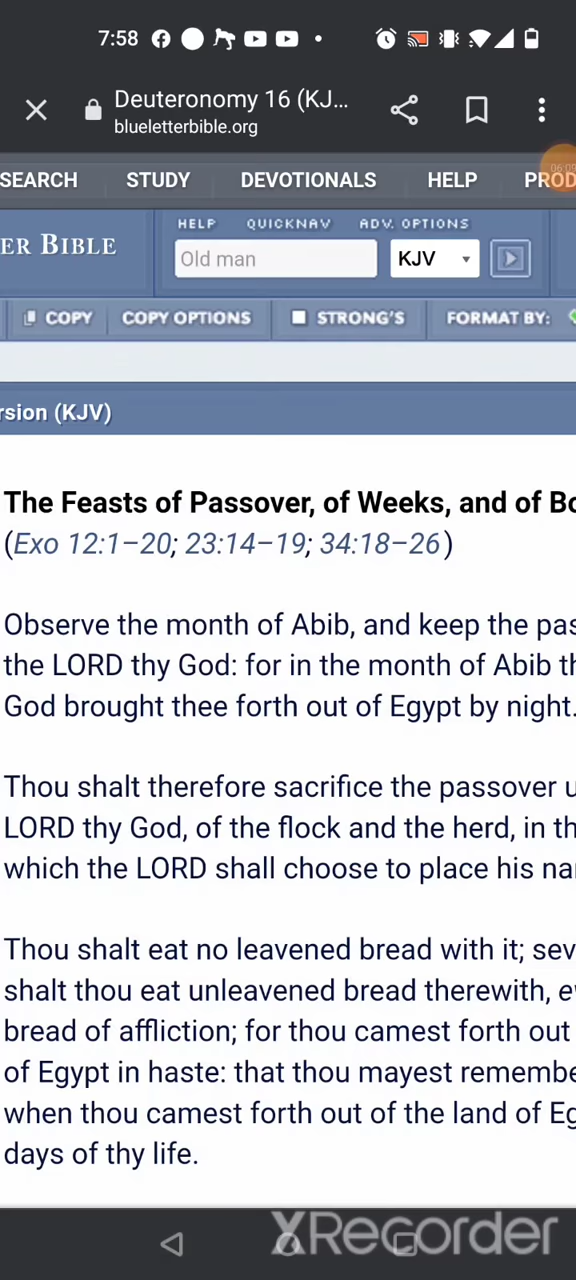 7:58
06:09
Deuteronomy 16 (KJ...
blueletterbible.org
SEARCH STUDY DEVOTIONALS HELP PROD
HELP QUICKNAV ADV. OPTIONS
ER BIBLE Old man KJV
COPY COPY OPTIONS STRONG'S FORMAT BY:
rsion (KJV)
The Feasts of Passover, of Weeks, and of Bo
(Exo 12:1–20; 23:14–19; 34:18–26)
Observe the month of Abib, and keep the pas
the LORD thy God: for in the month of Abib th
God brought thee forth out of Egypt by night.
Thou shalt therefore sacrifice the passover u
LORD thy God, of the flock and the herd, in th
which the LORD shall choose to place his na
Thou shalt eat no leavened bread with it; sev
shalt thou eat unleavened bread therewith, e
bread of affliction; for thou camest forth out
of Egypt in haste: that thou mayest remembe
when thou camest forth out of the land of Eg
days of thy life.
XRecorder